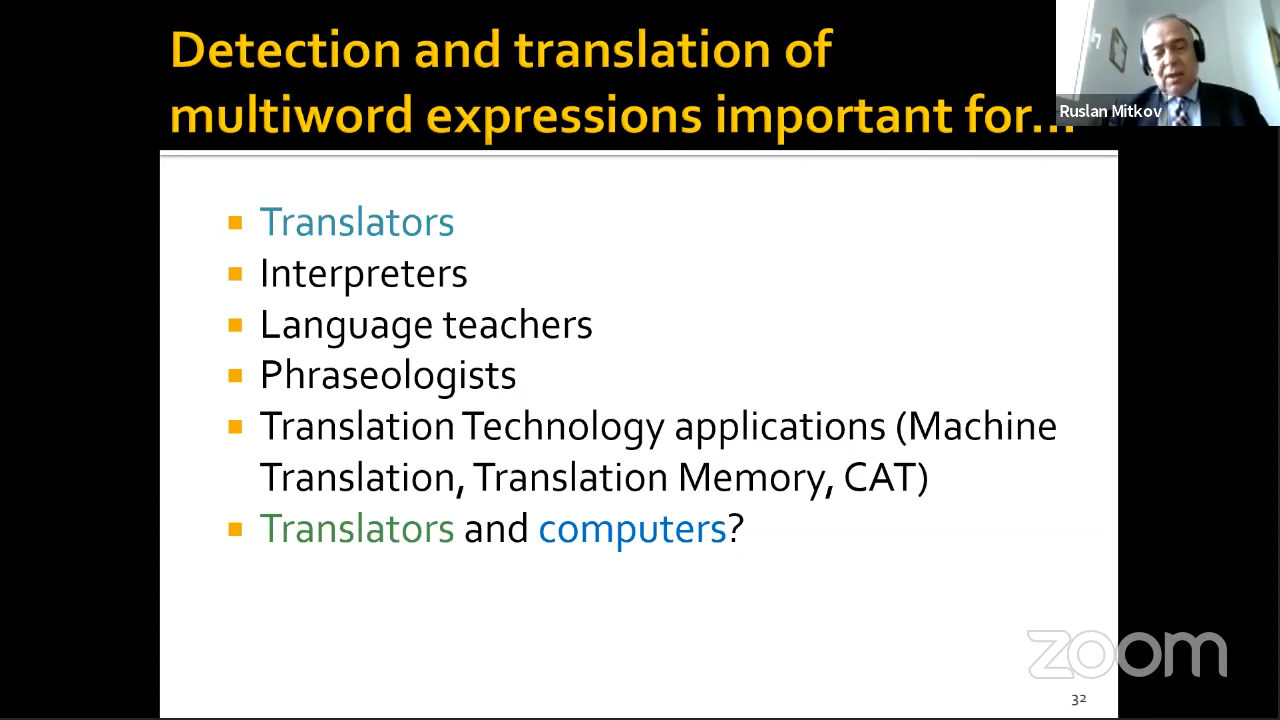 Detection and translation of
multiword expressions important for...
Ruslan Mitkov
Translators
Interpreters
Language teachers
Phraseologists
Translation Technology applications (Machine
Translation, Translation Memory, CAT)
Translators and computers?
zoom
32